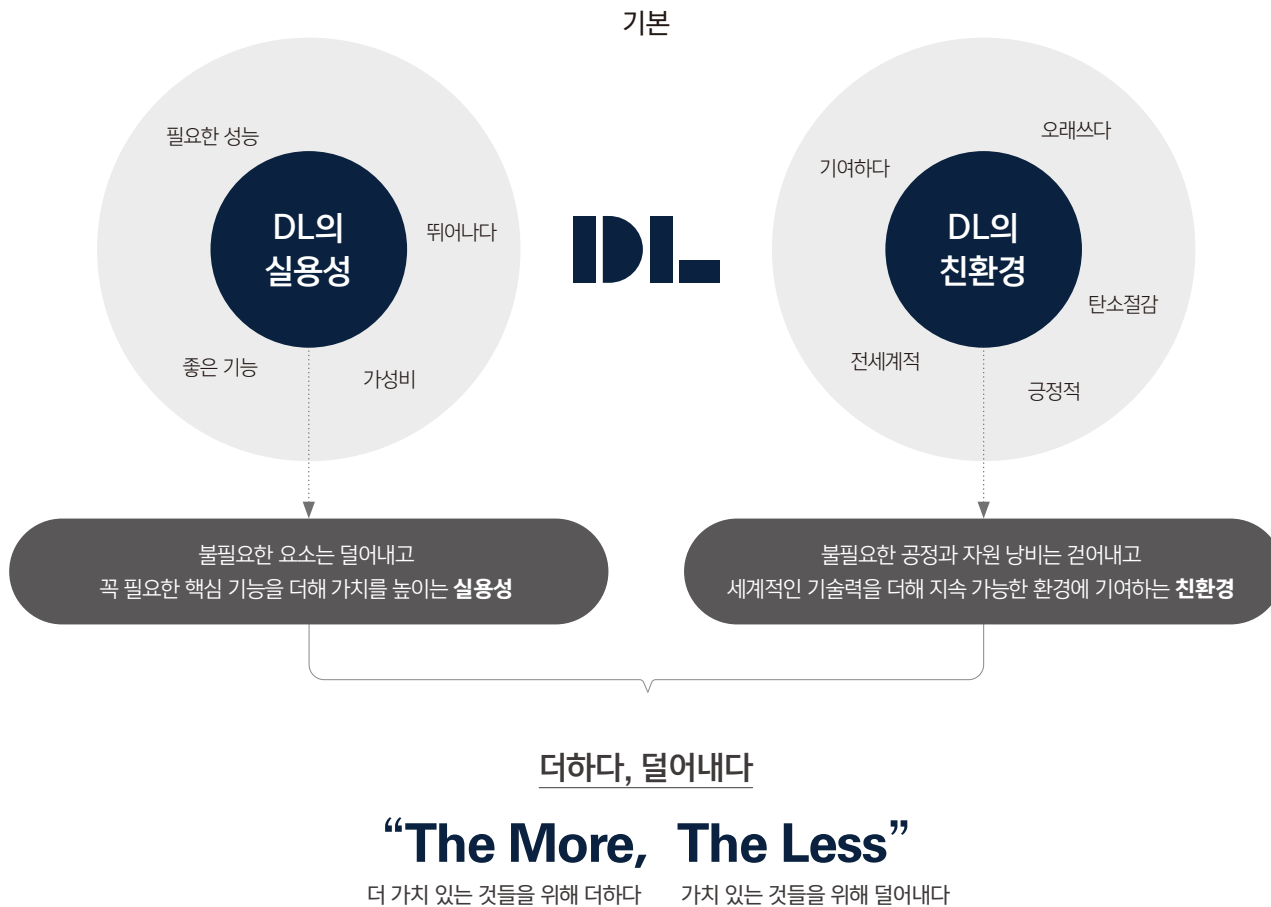 기본
필요한 성능
뛰어나다
좋은 기능
가성비
DL의
실용성
DL
오래쓰다
기여하다
탄소절감
전세계적
긍정적
DL의
친환경
불필요한 요소는 덜어내고
꼭 필요한 핵심 기능을 더해 가치를 높이는 실용성
불필요한 공정과 자원 낭비는 걷어내고
세계적인 기술력을 더해 지속 가능한 환경에 기여하는 친환경
더하다, 덜어내다
“The More, The Less”
더 가치 있는 것들을 위해 더하다 가치 있는 것들을 위해 덜어내다